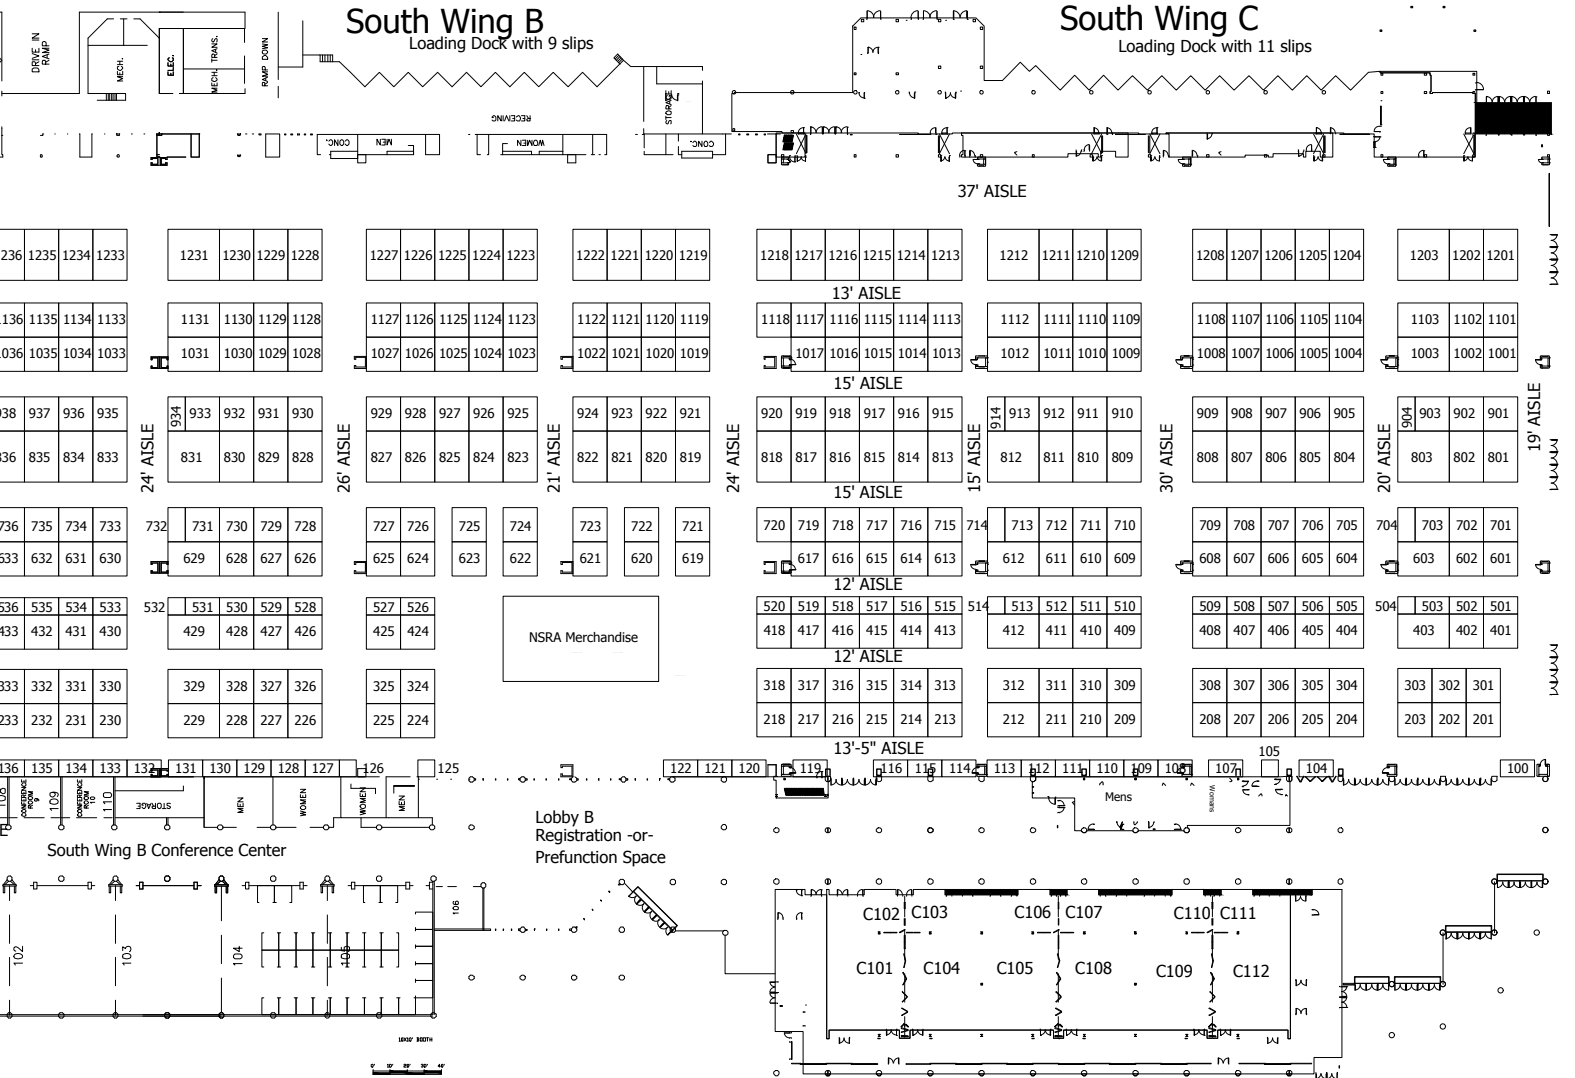 South Wing B
Loading Dock with 9 slips
South Wing C
Loading Dock with 11 slips
DRIVE IN
RAMP
MECH.
ELEC.
MECH. TRANS.
RAMP DOWN
RECEIVING
STORAGE
CONC.
MEN
WOMEN
CONC.
37' AISLE
236 1235 1234 1233 1231 1230 1229 1228 1227 1226 1225 1224 1223 1222 1221 1220 1219 1218 1217 1216 1215 1214 1213 1212 1211 1210 1209 1208 1207 1206 1205 1204 1203 1202 1201
13' AISLE
1136 1135 1134 1133 1131 1130 1129 1128 1127 1126 1125 1124 1123 1122 1121 1120 1119 1118 1117 1116 1115 1114 1113 1112 1111 1110 1109 1108 1107 1106 1105 1104 1103 1102 1101
1036 1035 1034 1033 1031 1030 1029 1028 1027 1026 1025 1024 1023 1022 1021 1020 1019 1017 1016 1015 1014 1013 1012 1011 1010 1009 1008 1007 1006 1005 1004 1003 1002 1001
15' AISLE
938 937 936 935 934 933 932 931 930 929 928 927 926 925 924 923 922 921 920 919 918 917 916 915 914 913 912 911 910 909 908 907 906 905 904 903 902 901
24' AISLE
26' AISLE
21' AISLE
24' AISLE
15' AISLE
30' AISLE
20' AISLE
19' AISLE
836 835 834 833 831 830 829 828 827 826 825 824 823 822 821 820 819 818 817 816 815 814 813 812 811 810 809 808 807 806 805 804 803 802 801
15' AISLE
736 735 734 733 732 731 730 729 728 727 726 725 724 723 722 721 720 719 718 717 716 715 714 713 712 711 710 709 708 707 706 705 704 703 702 701
633 632 631 630 629 628 627 626 625 624 623 622 621 620 619 617 616 615 614 613 612 611 610 609 608 607 606 605 604 603 602 601
12' AISLE
536 535 534 533 532 531 530 529 528 527 526 520 519 518 517 516 515 514 513 512 511 510 509 508 507 506 505 504 503 502 501
433 432 431 430 429 428 427 426 425 424 418 417 416 415 414 413 412 411 410 409 408 407 406 405 404 403 402 401
NSRA Merchandise
12' AISLE
333 332 331 330 329 328 327 326 325 324 318 317 316 315 314 313 312 311 310 309 308 307 306 305 304 303 302 301
233 232 231 230 229 228 227 226 225 224 218 217 216 215 214 213 212 211 210 209 208 207 206 205 204 203 202 201
13'-5" AISLE
105
136 135 134 133 132 131 130 129 128 127 126 125 122 121 120 119 116 115 114 113 112 111 110 109 108 107 104 100
108
CONFERENCE
ROOM
9
109
CONFERENCE
ROOM
10
110
STORAGE
MEN
WOMEN
WOMEN
MEN
Mens
Womans
Lobby B
Registration -or-
Prefunction Space
South Wing B Conference Center
102
103
104
105
106
C102 C103 C106 C107 C110 C111
C101 C104 C105 C108 C109 C112
10X10' BOOTH
0' 10' 20' 30' 40'